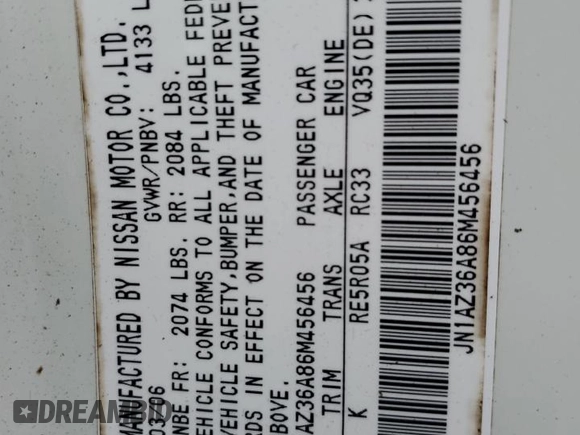 MANUFACTURED BY NISSAN MOTOR CO.,LTD.
03/06 GVWR/PNBV: 4133 L
NBE FR: 2074 LBS. RR: 2084 LBS.
VEHICLE CONFORMS TO ALL APPLICABLE FEDE
VEHICLE SAFETY,BUMPER,AND THEFT PREVE
RDS IN EFFECT ON THE DATE OF MANUFACT
BOVE.
AZ36A86M456456 PASSENGER CAR
TRIM TRANS AXLE ENGINE
K RE5R05A RC33 VQ35(DE)
JN1AZ36A86M456456
DREAMBID